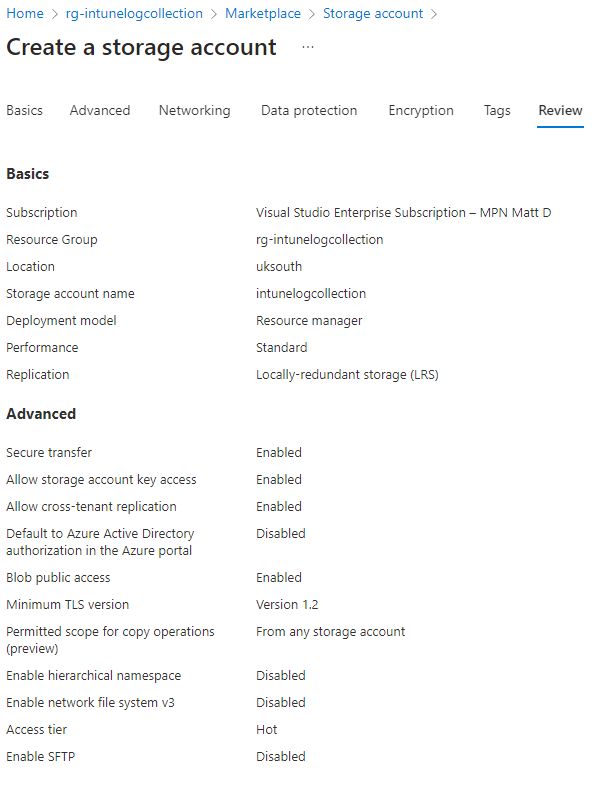 Home > rg-intunelogcollection > Marketplace > Storage account >
Create a storage account ...
Basics Advanced Networking Data protection Encryption Tags Review
Basics
Subscription Visual Studio Enterprise Subscription – MPN Matt D
Resource Group rg-intunelogcollection
Location uksouth
Storage account name intunelogcollection
Deployment model Resource manager
Performance Standard
Replication Locally-redundant storage (LRS)
Advanced
Secure transfer Enabled
Allow storage account key access Enabled
Allow cross-tenant replication Enabled
Default to Azure Active Directory Disabled
authorization in the Azure portal
Blob public access Enabled
Minimum TLS version Version 1.2
Permitted scope for copy operations From any storage account
(preview)
Enable hierarchical namespace Disabled
Enable network file system v3 Disabled
Access tier Hot
Enable SFTP Disabled